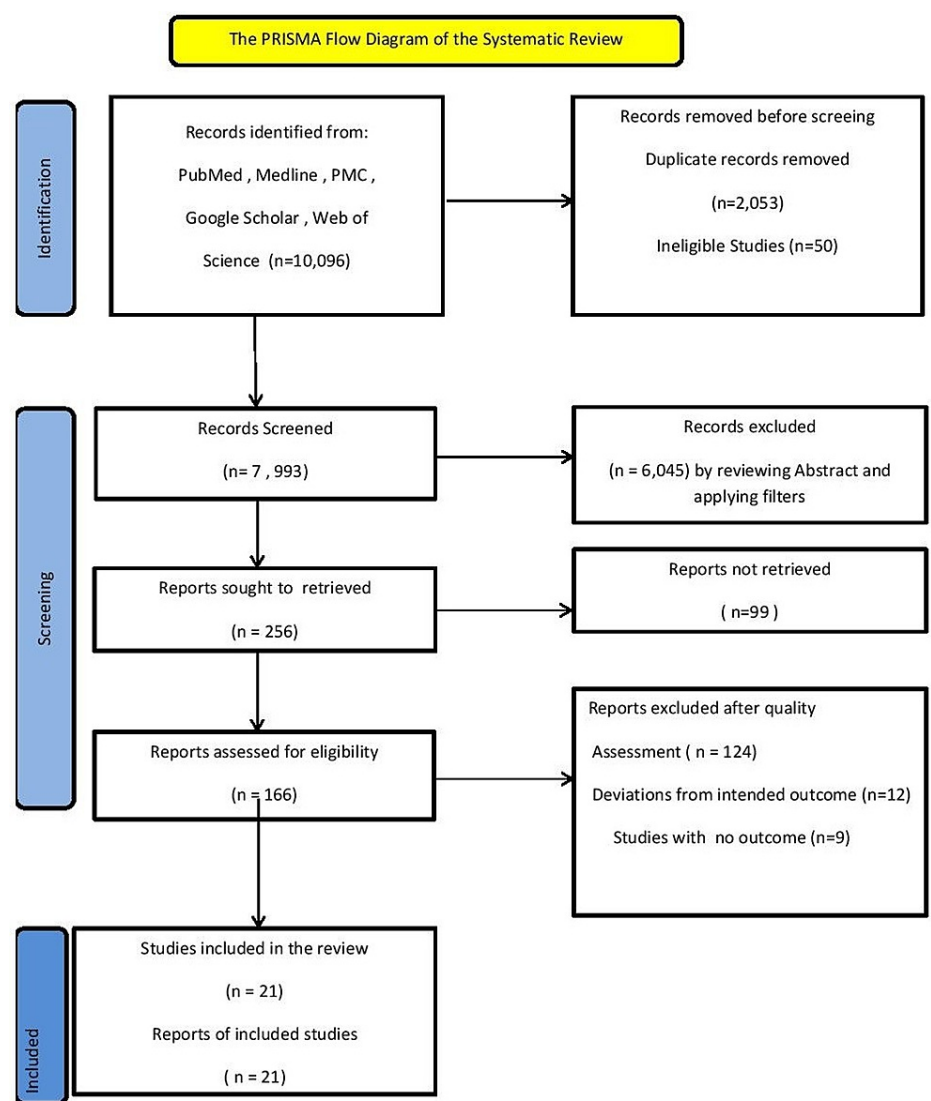 The PRISMA Flow Diagram of the Systematic Review
Identification
Records identified from:
PubMed , Medline , PMC ,
Google Scholar , Web of
Science (n=10,096)
Records removed before screeing
Duplicate records removed
(n=2,053)
Ineligible Studies (n=50)
Screening
Records Screened
(n= 7 , 993)
Records excluded
(n = 6,045) by reviewing Abstract and
applying filters
Reports sought to retrieved
(n = 256)
Reports not retrieved
( n=99 )
Reports assessed for eligibility
(n = 166)
Reports excluded after quality
Assessment ( n = 124)
Deviations from intended outcome (n=12)
Studies with no outcome (n=9)
Included
Studies included in the review
(n = 21)
Reports of included studies
( n = 21)